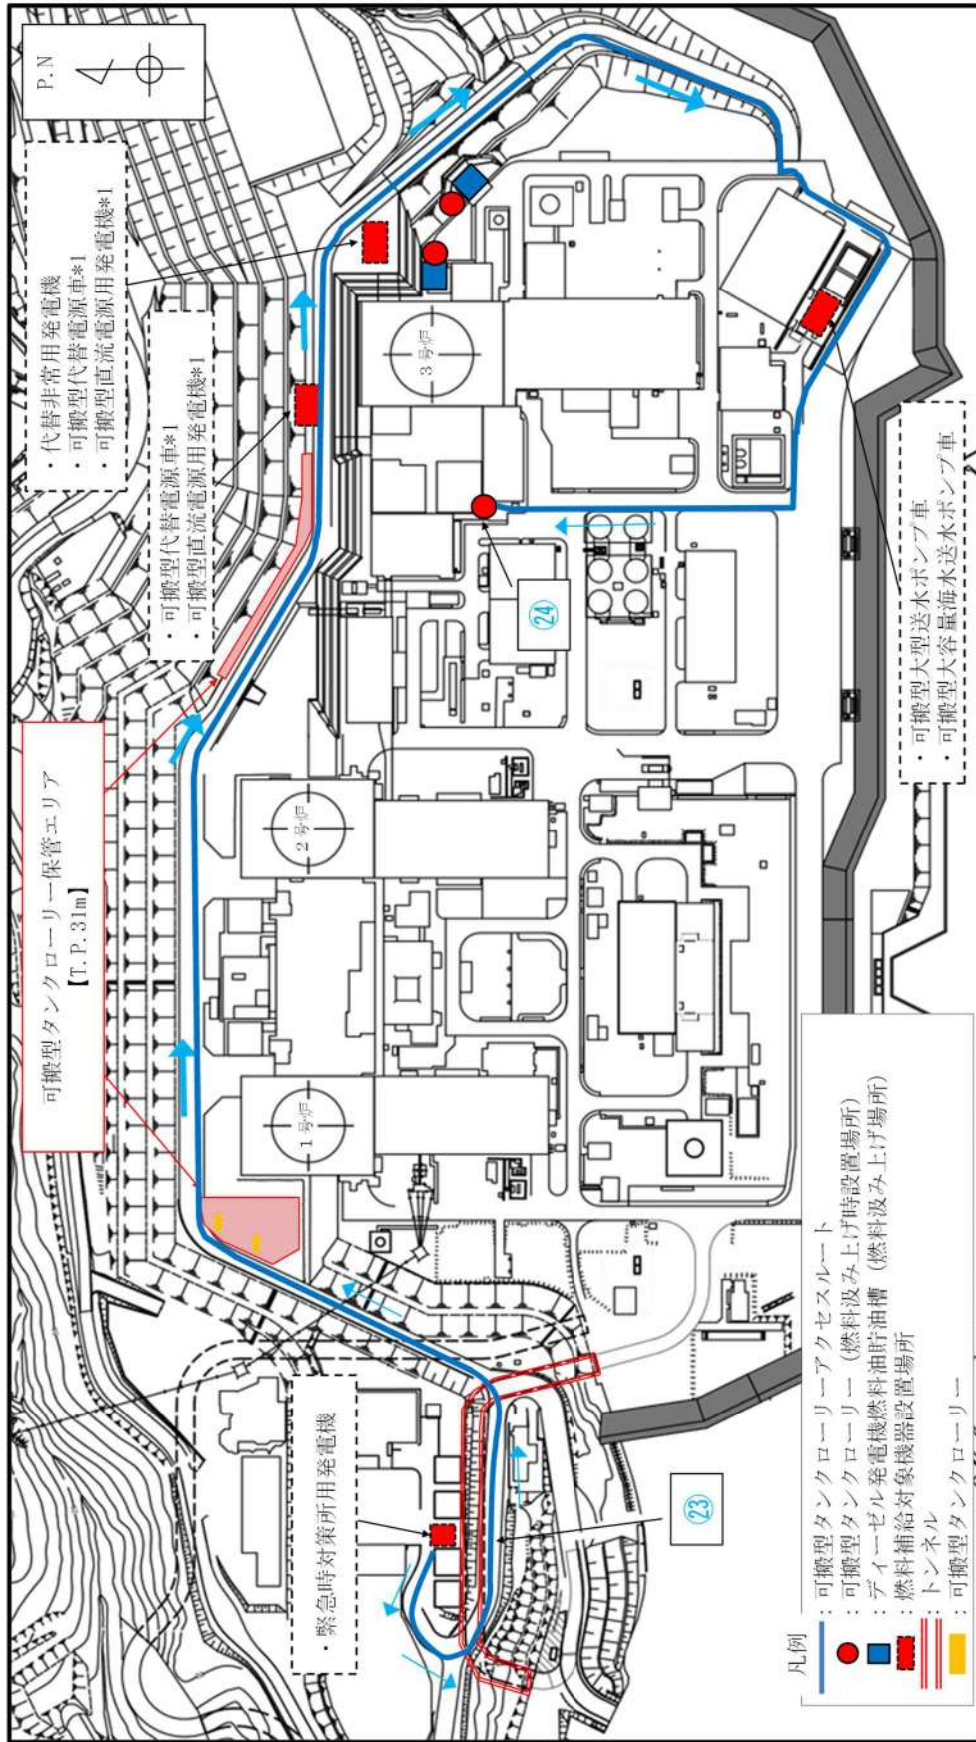 P.N
・代替非常用発電機
・可搬型代替電源車*1
・可搬型直流電源用発電機*1
・可搬型代替電源車*1
・可搬型直流電源用発電機*1
可搬型タンクローリー保管エリア
【T.P.31m】
・緊急時対策所用発電機
3号炉
2号炉
1号炉
㉔
㉓
・可搬型大型送水ポンプ車
・可搬型大容量海水送水ポンプ車
凡例
：可搬型タンクローリーアクセスルート
：可搬型タンクローリー（燃料汲み上げ時設置場所）
：ディーゼル発電機燃料油貯油槽（燃料汲み上げ場所）
：燃料補給対象機器設置場所
：トンネル
：可搬型タンクローリー